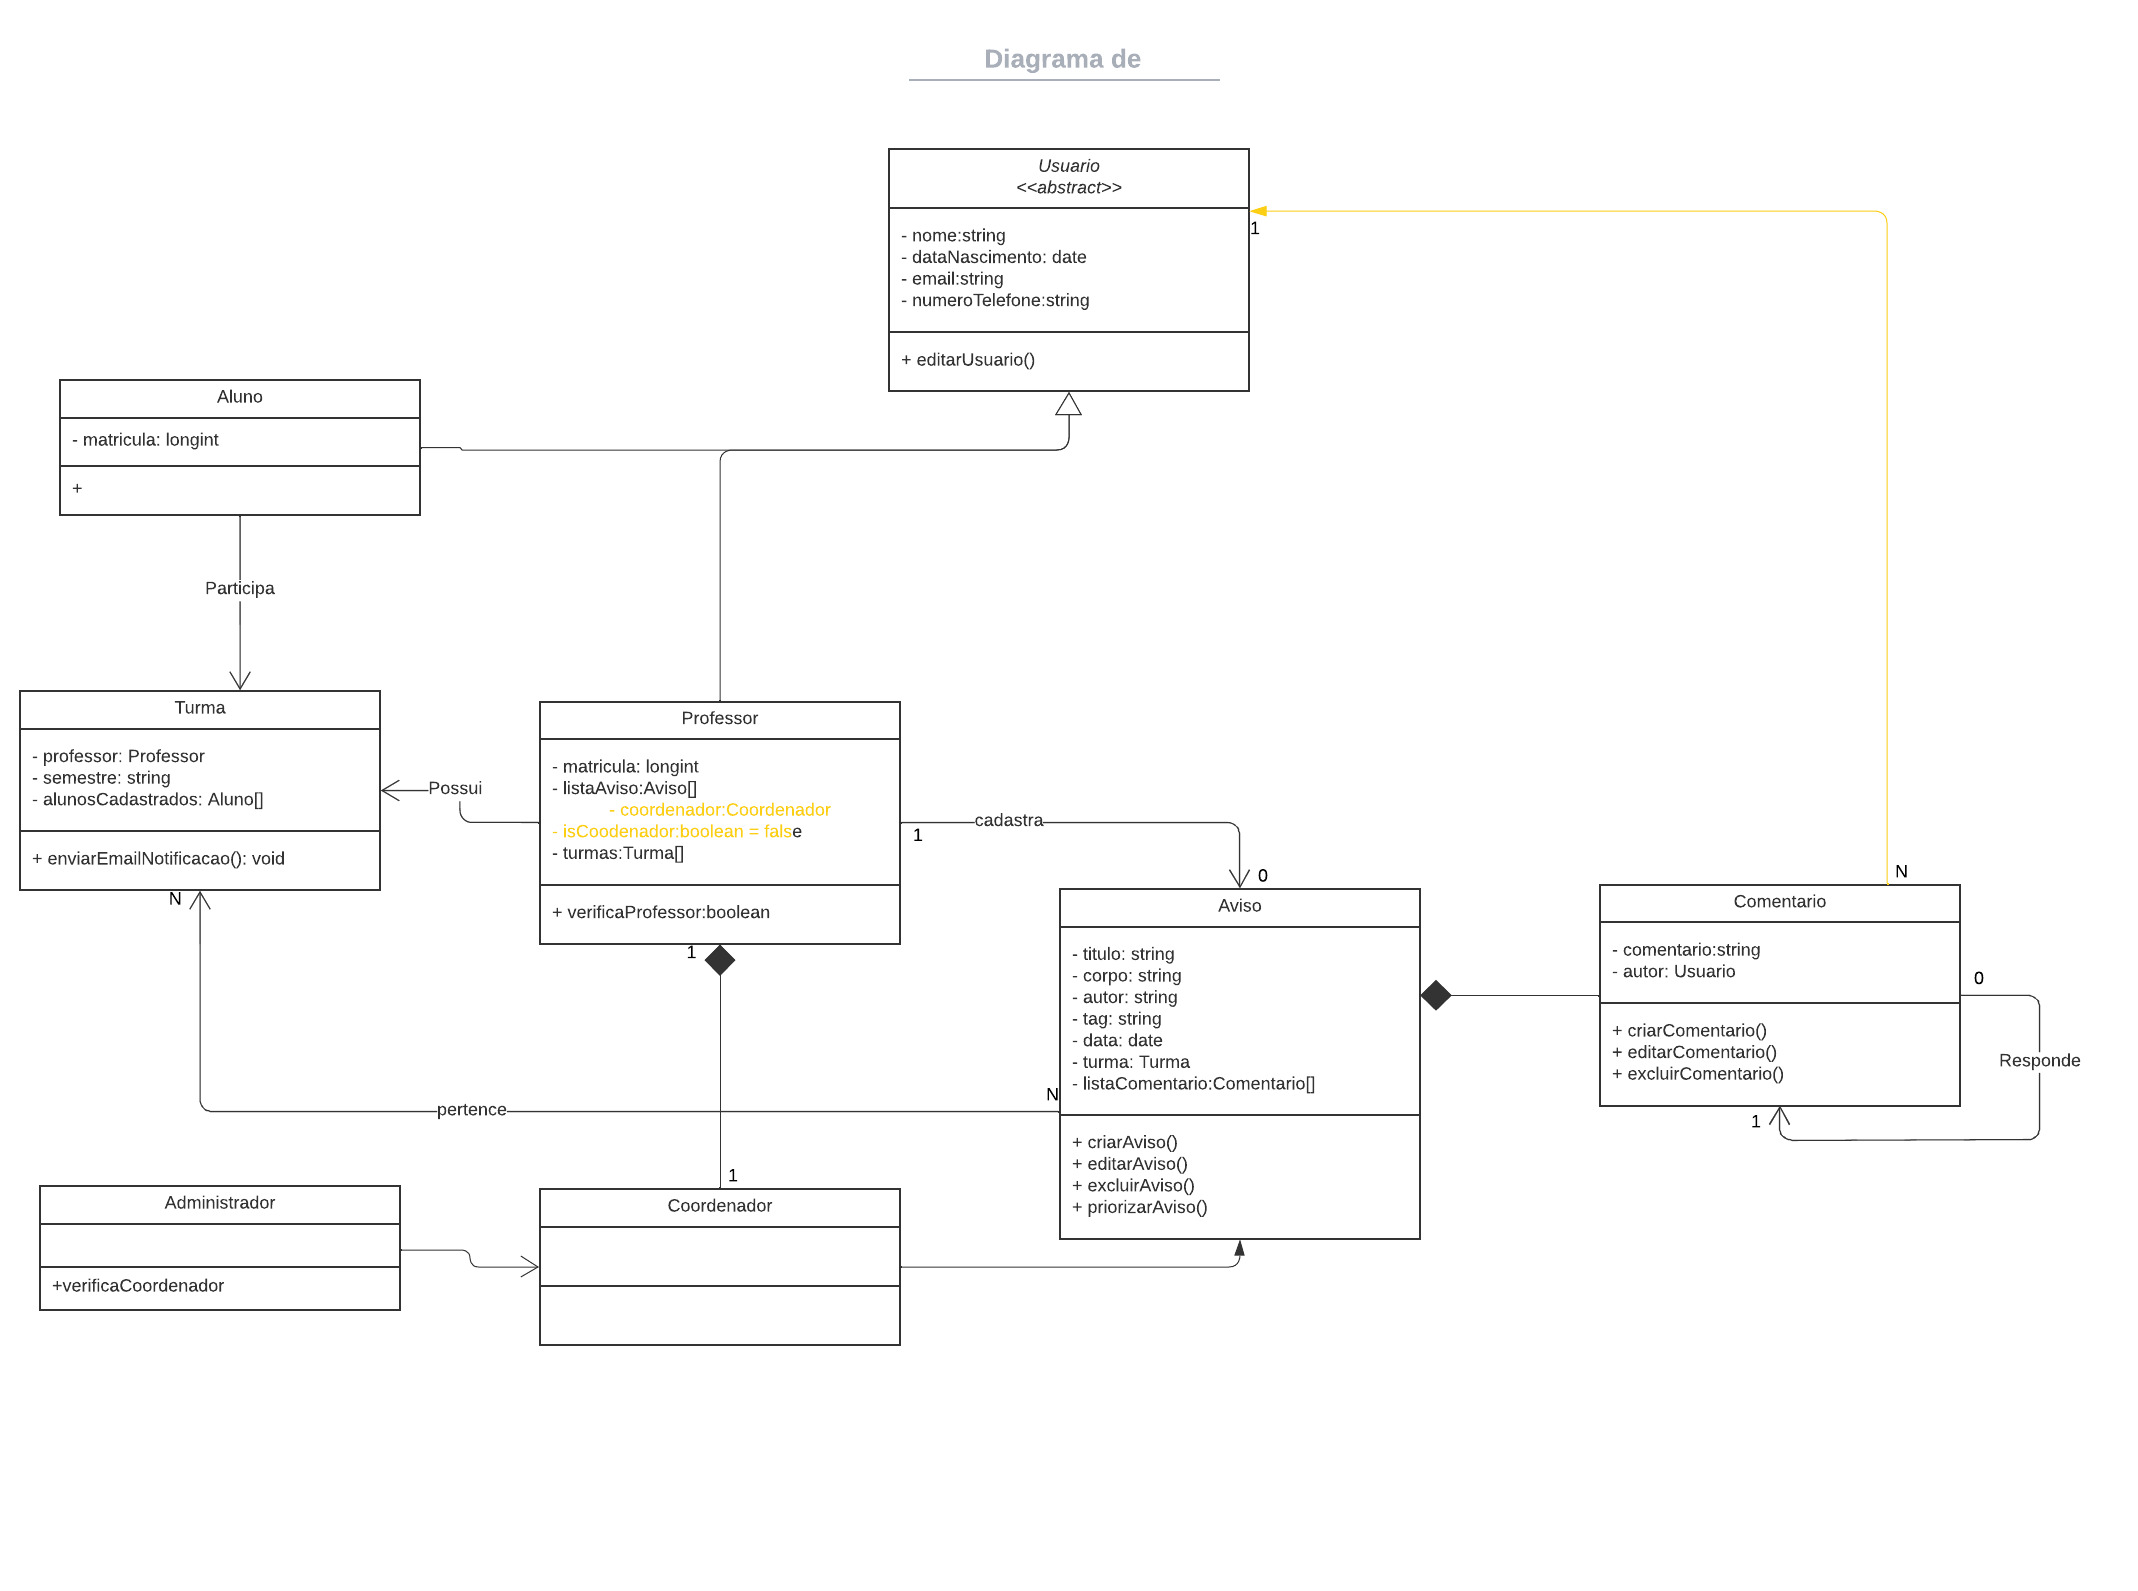 Diagrama de
Usuario
<<abstract>>
- nome:string
- dataNascimento: date
- email:string
- numeroTelefone:string
+ editarUsuario()
1
Aluno
- matricula: longint
+
Participa
Turma
- professor: Professor
- semestre: string
- alunosCadastrados: Aluno[]
+ enviarEmailNotificacao(): void
N
Possui
Professor
- matricula: longint
- listaAviso:Aviso[]
- coordenador:Coordenador
- isCoodenador:boolean = false
- turmas:Turma[]
+ verificaProfessor:boolean
1
1
cadastra
0
Aviso
- titulo: string
- corpo: string
- autor: string
- tag: string
- data: date
- turma: Turma
- listaComentario:Comentario[]
+ criarAviso()
+ editarAviso()
+ excluirAviso()
+ priorizarAviso()
N
pertence
N
Comentario
- comentario:string
- autor: Usuario
+ criarComentario()
+ editarComentario()
+ excluirComentario()
0
Responde
1
Administrador
+verificaCoordenador
1
Coordenador